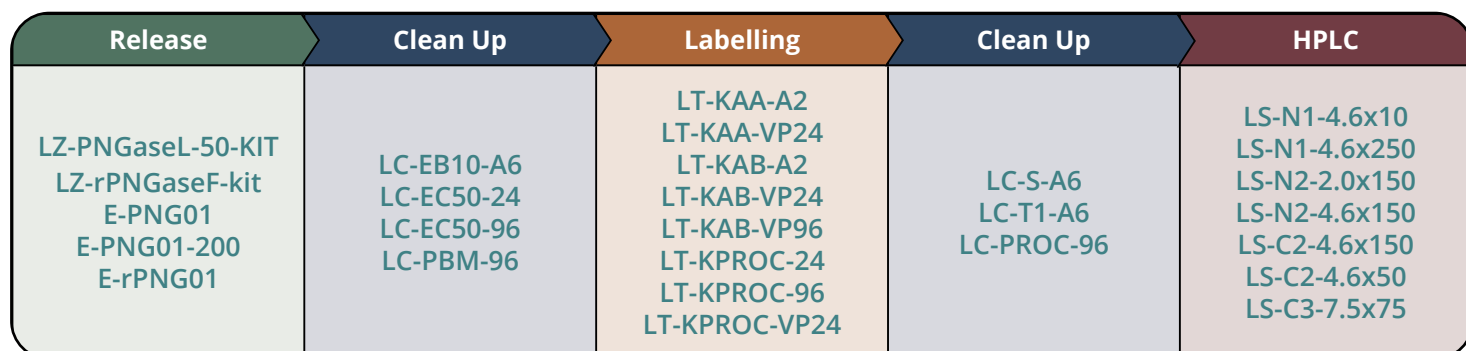 Release
LZ-PNGaseL-50-KIT
LZ-rPNGaseF-kit
E-PNG01
E-PNG01-200
E-rPNG01
Clean Up
LC-EB10-A6
LC-EC50-24
LC-EC50-96
LC-PBM-96
Labelling
LT-KAA-A2
LT-KAA-VP24
LT-KAB-A2
LT-KAB-VP24
LT-KAB-VP96
LT-KPROC-24
LT-KPROC-96
LT-KPROC-VP24
Clean Up
LC-S-A6
LC-T1-A6
LC-PROC-96
HPLC
LS-N1-4.6x10
LS-N1-4.6x250
LS-N2-2.0x150
LS-N2-4.6x150
LS-C2-4.6x150
LS-C2-4.6x50
LS-C3-7.5x75